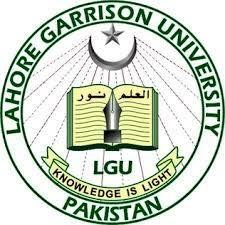 LAHORE GARRISON UNIVERSITY
العلم نور
LGU
KNOWLEDGE IS LIGHT
PAKISTAN